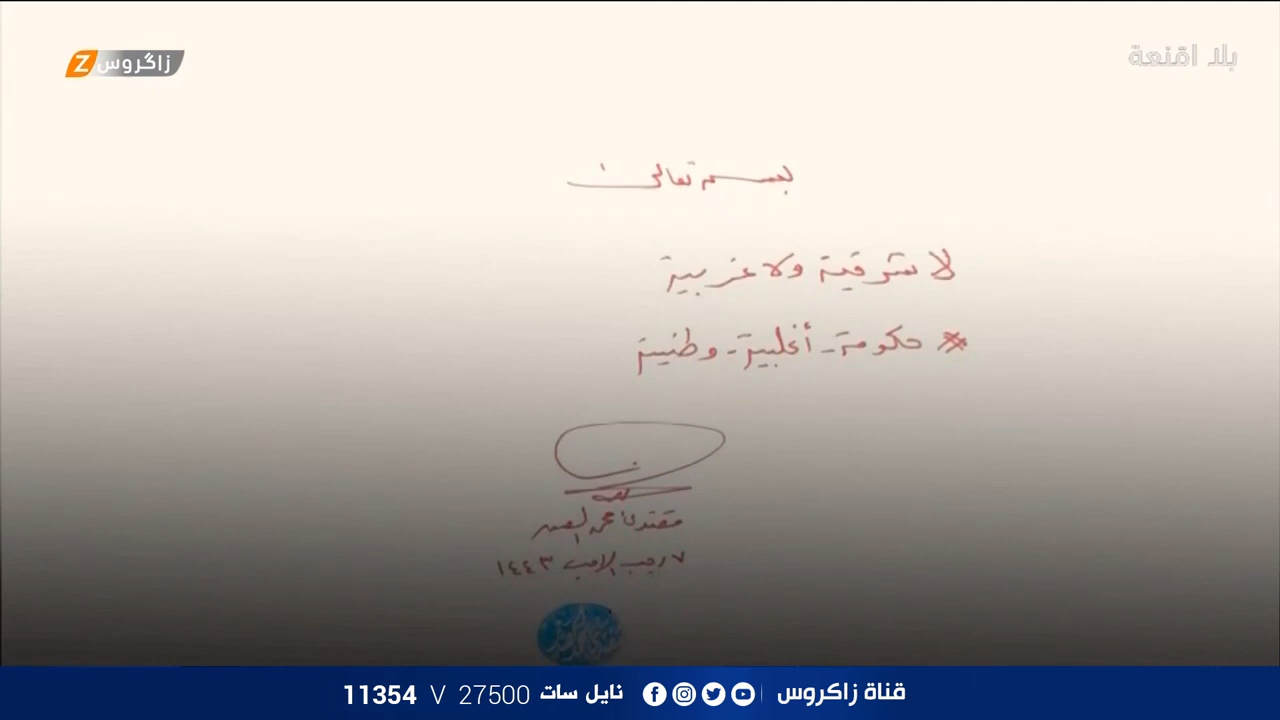 زاگروس Z
بلا اقنعة
بسمه تعالى
لا شرقية ولا غربية
* حكومة - أغلبية - وطنية
مقتدى محمد الصدر
٧ رجب الاصب ١٤٤٣
قناة زاكروس نايل سات 27500 V 11354